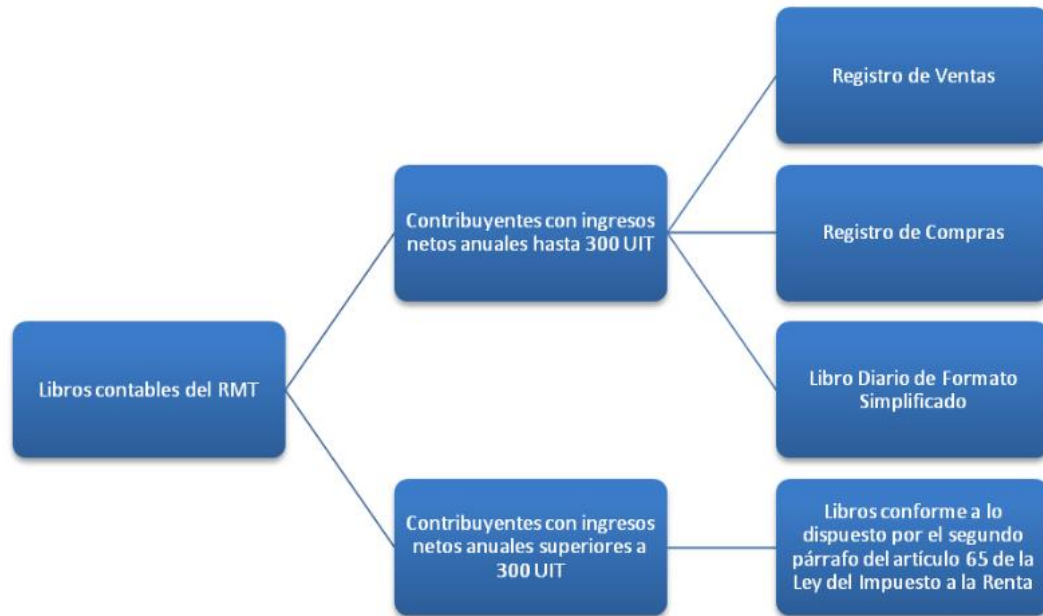 Libros contables del RMT
Contribuyentes con ingresos
netos anuales hasta 300 UIT
Registro de Ventas
Registro de Compras
Libro Diario de Formato
Simplificado
Contribuyentes con ingresos
netos anuales superiores a
300 UIT
Libros conforme a lo
dispuesto por el segundo
párrafo del artículo 65 de la
Ley del Impuesto a la Renta